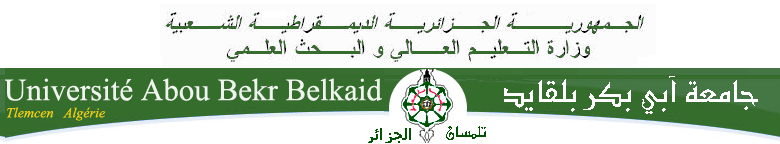 الجمهورية الجزائرية الديمقراطية الشعبية
وزارة التعليم العالي و البحث العلمي
Université Abou Bekr Belkaid
جامعة أبي بكر بلقايد
Tlemcen Algérie
تلمسان الجزائر